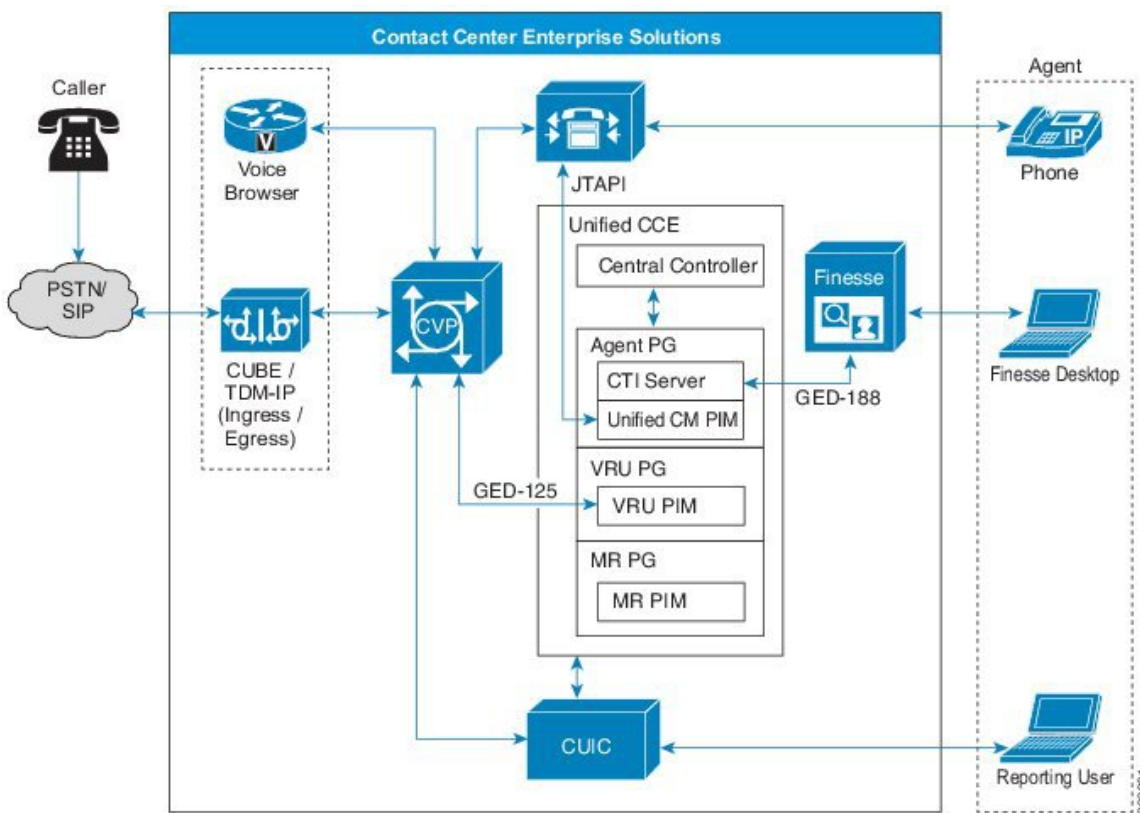 Contact Center Enterprise Solutions
Caller
Agent
V
Voice
Browser
JTAPI
IP
Phone
Unified CCE
Central Controller
Finesse
PSTN/
SIP
CVP
Agent PG
CTI Server
Unified CM PIM
GED-188
Finesse Desktop
CUBE /
TDM-IP
(Ingress /
Egress)
VRU PG
GED-125
VRU PIM
MR PG
MR PIM
CUIC
Reporting User